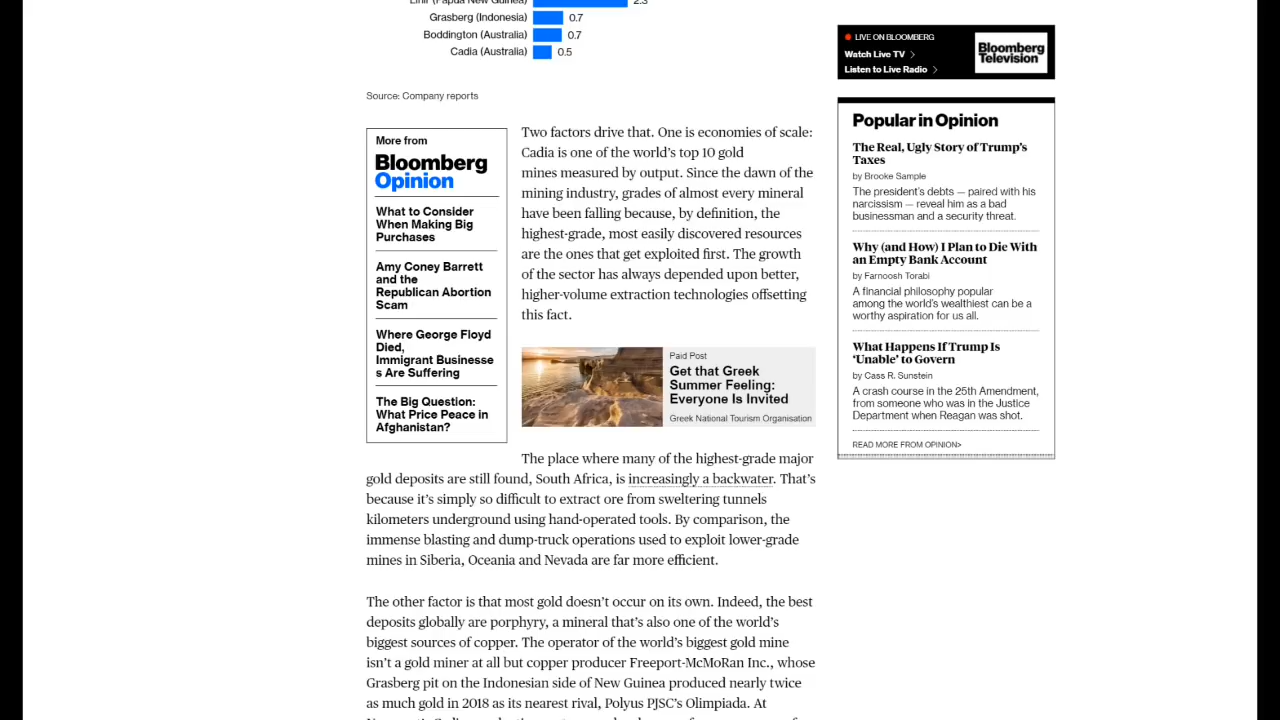 Lihir (Papua New Guinea) 2.3
Grasberg (Indonesia) 0.7
Boddington (Australia) 0.7
Cadia (Australia) 0.5
Source: Company reports
More from
Bloomberg
Opinion
What to Consider
When Making Big
Purchases
Amy Coney Barrett
and the
Republican Abortion
Scam
Where George Floyd
Died,
Immigrant Businesse
s Are Suffering
The Big Question:
What Price Peace in
Afghanistan?
Two factors drive that. One is economies of scale:
Cadia is one of the world's top 10 gold
mines measured by output. Since the dawn of the
mining industry, grades of almost every mineral
have been falling because, by definition, the
highest-grade, most easily discovered resources
are the ones that get exploited first. The growth
of the sector has always depended upon better,
higher-volume extraction technologies offsetting
this fact.
Paid Post
Get that Greek
Summer Feeling:
Everyone Is Invited
Greek National Tourism Organisation
The place where many of the highest-grade major
gold deposits are still found, South Africa, is increasingly a backwater. That's
because it's simply so difficult to extract ore from sweltering tunnels
kilometers underground using hand-operated tools. By comparison, the
immense blasting and dump-truck operations used to exploit lower-grade
mines in Siberia, Oceania and Nevada are far more efficient.
The other factor is that most gold doesn't occur on its own. Indeed, the best
deposits globally are porphyry, a mineral that's also one of the world's
biggest sources of copper. The operator of the world's biggest gold mine
isn't a gold miner at all but copper producer Freeport-McMoRan Inc., whose
Grasberg pit on the Indonesian side of New Guinea produced nearly twice
as much gold in 2018 as its nearest rival, Polyus PJSC's Olimpiada. At
LIVE ON BLOOMBERG
Watch Live TV >
Listen to Live Radio >
Bloomberg
Television
Popular in Opinion
The Real, Ugly Story of Trump's
Taxes
by Brooke Sample
The president's debts — paired with his
narcissism — reveal him as a bad
businessman and a security threat.
Why (and How) I Plan to Die With
an Empty Bank Account
by Farnoosh Torabi
A financial philosophy popular
among the world's wealthiest can be a
worthy aspiration for us all.
What Happens If Trump Is
'Unable' to Govern
by Cass R. Sunstein
A crash course in the 25th Amendment,
from someone who was in the Justice
Department when Reagan was shot.
READ MORE FROM OPINION>